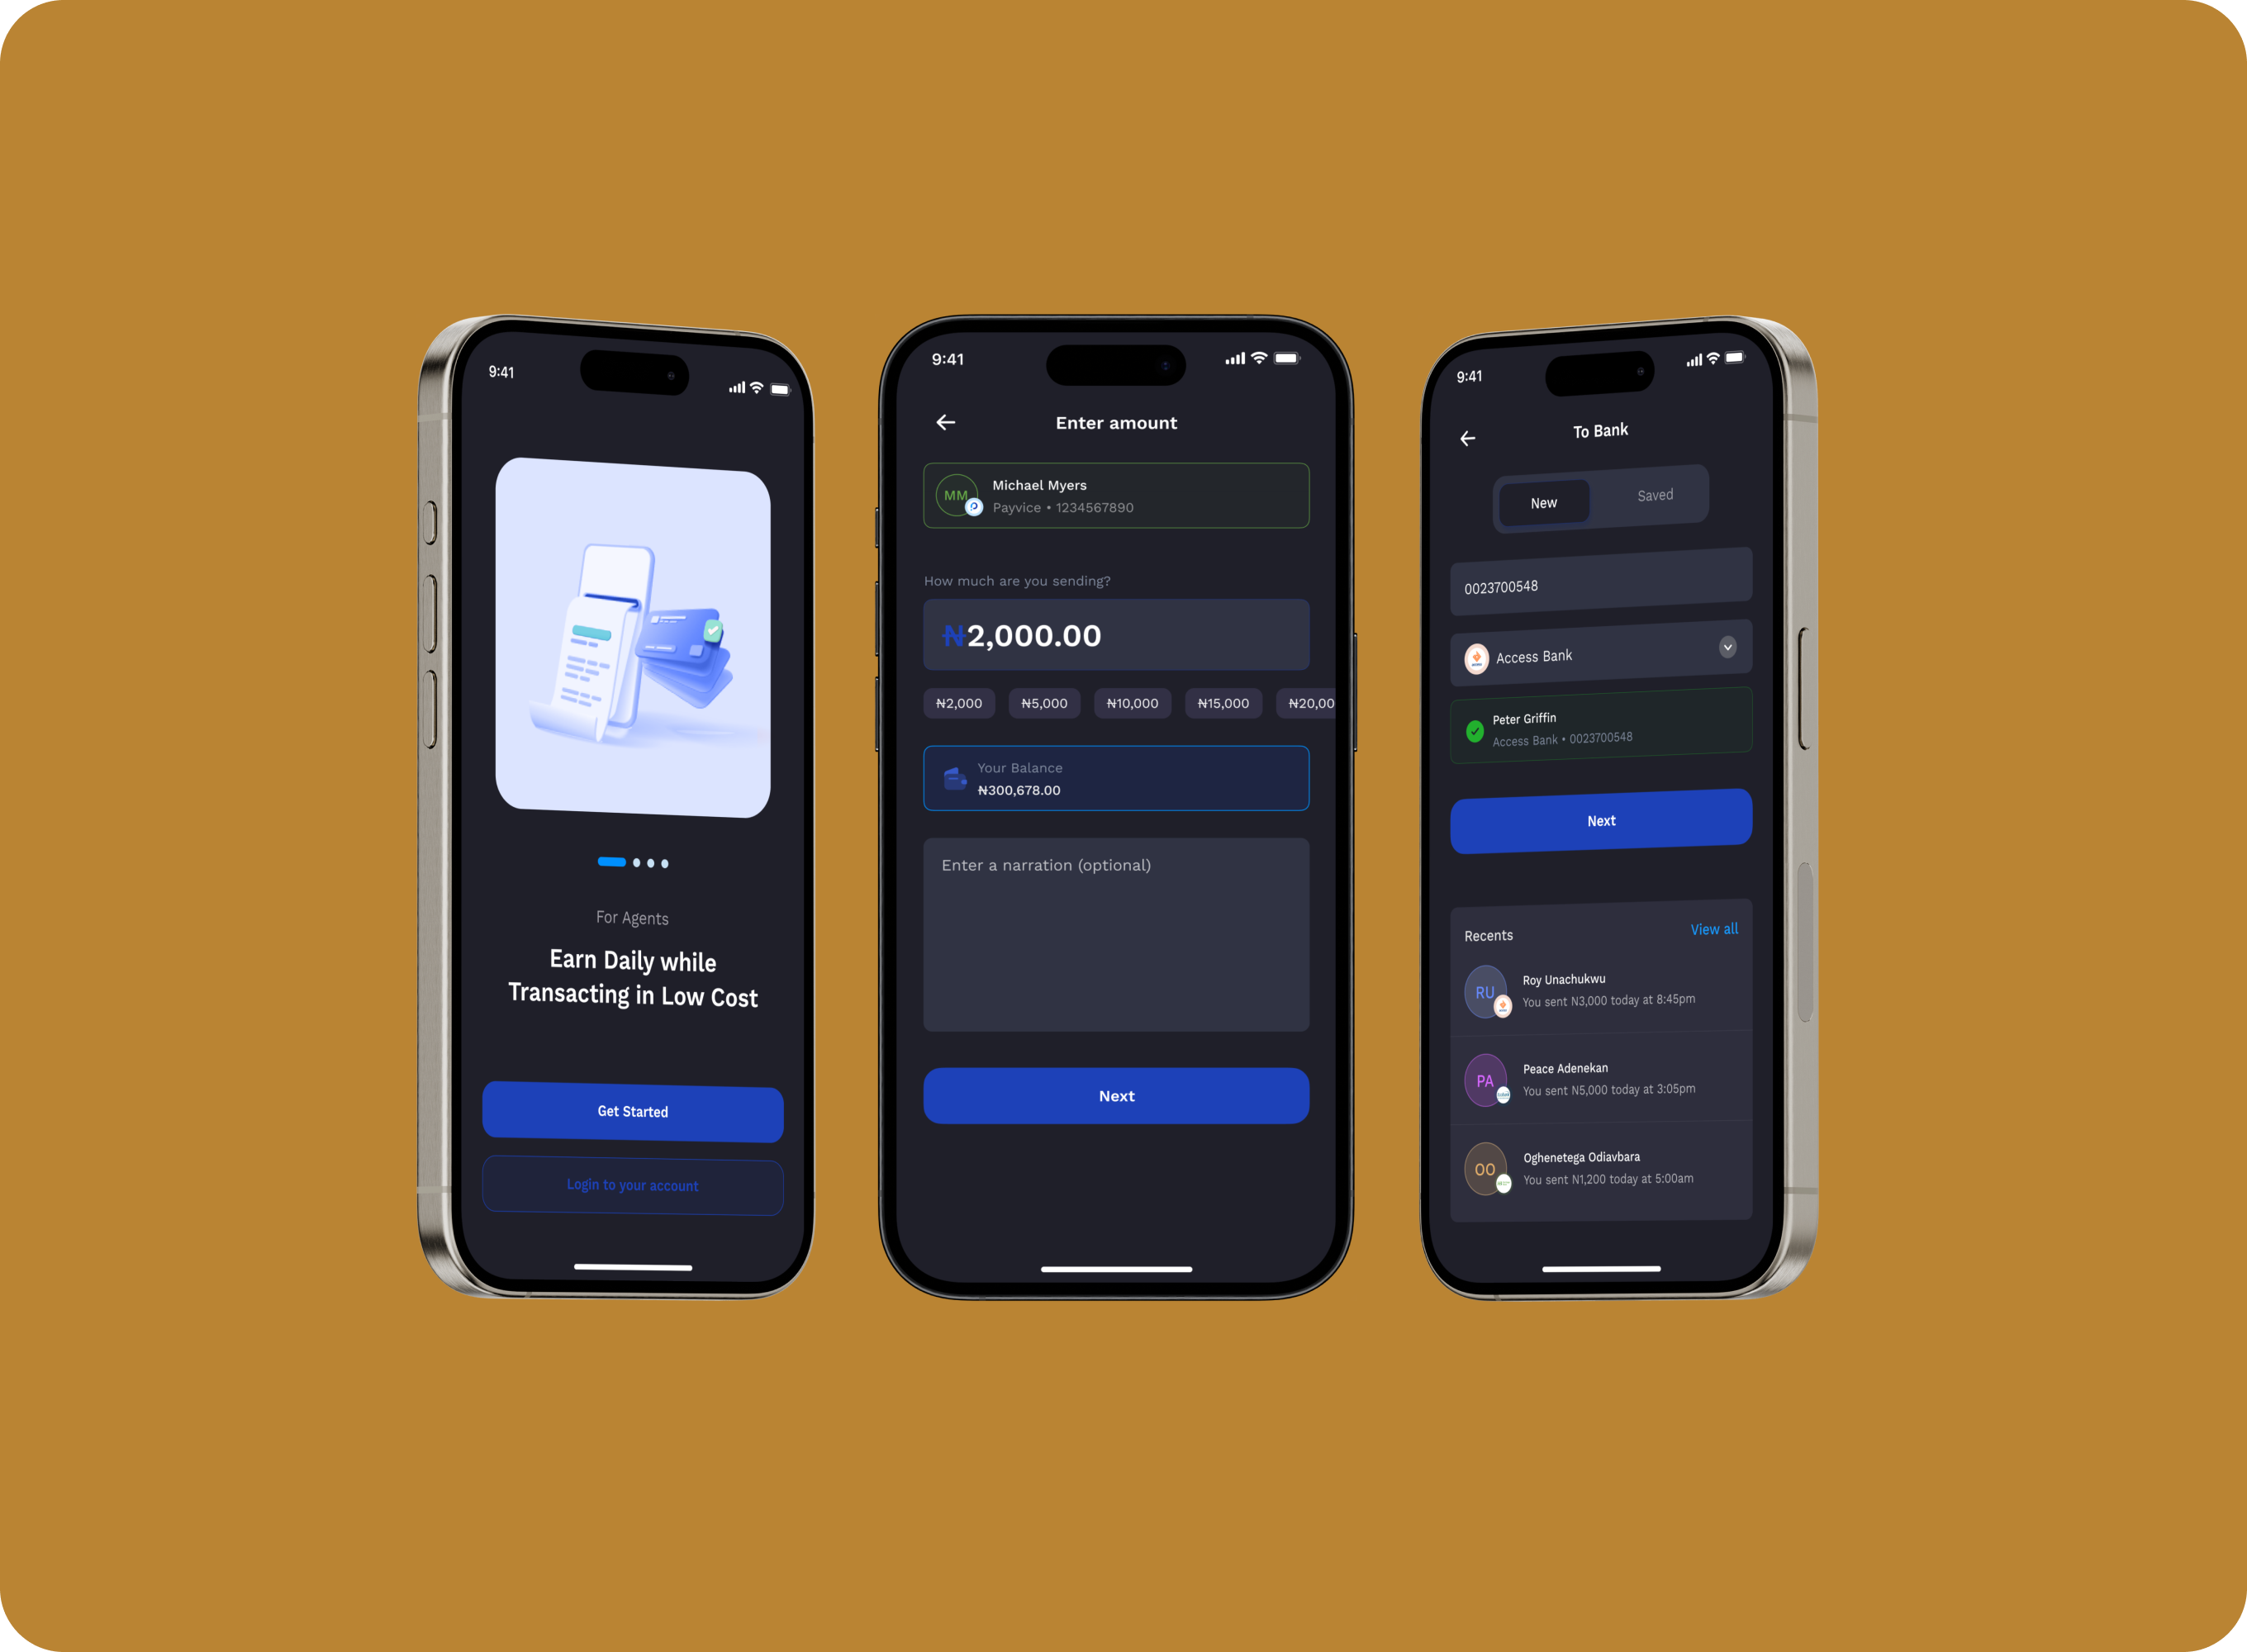 9:41
For Agents
Earn Daily while
Transacting in Low Cost
Get Started
Login to your account
9:41
Enter amount
MM
Michael Myers
Payvice • 1234567890
How much are you sending?
₦2,000.00
₦2,000 ₦5,000 ₦10,000 ₦15,000 ₦20,00
Your Balance
₦300,678.00
Enter a narration (optional)
Next
9:41
To Bank
New Saved
0023700548
Access Bank
Peter Griffin
Access Bank • 0023700548
Next
Recents View all
RU
Roy Unachukwu
You sent N3,000 today at 8:45pm
PA
Peace Adenekan
You sent N5,000 today at 3:05pm
OO
Oghenetega Odiavbara
You sent N1,200 today at 5:00am